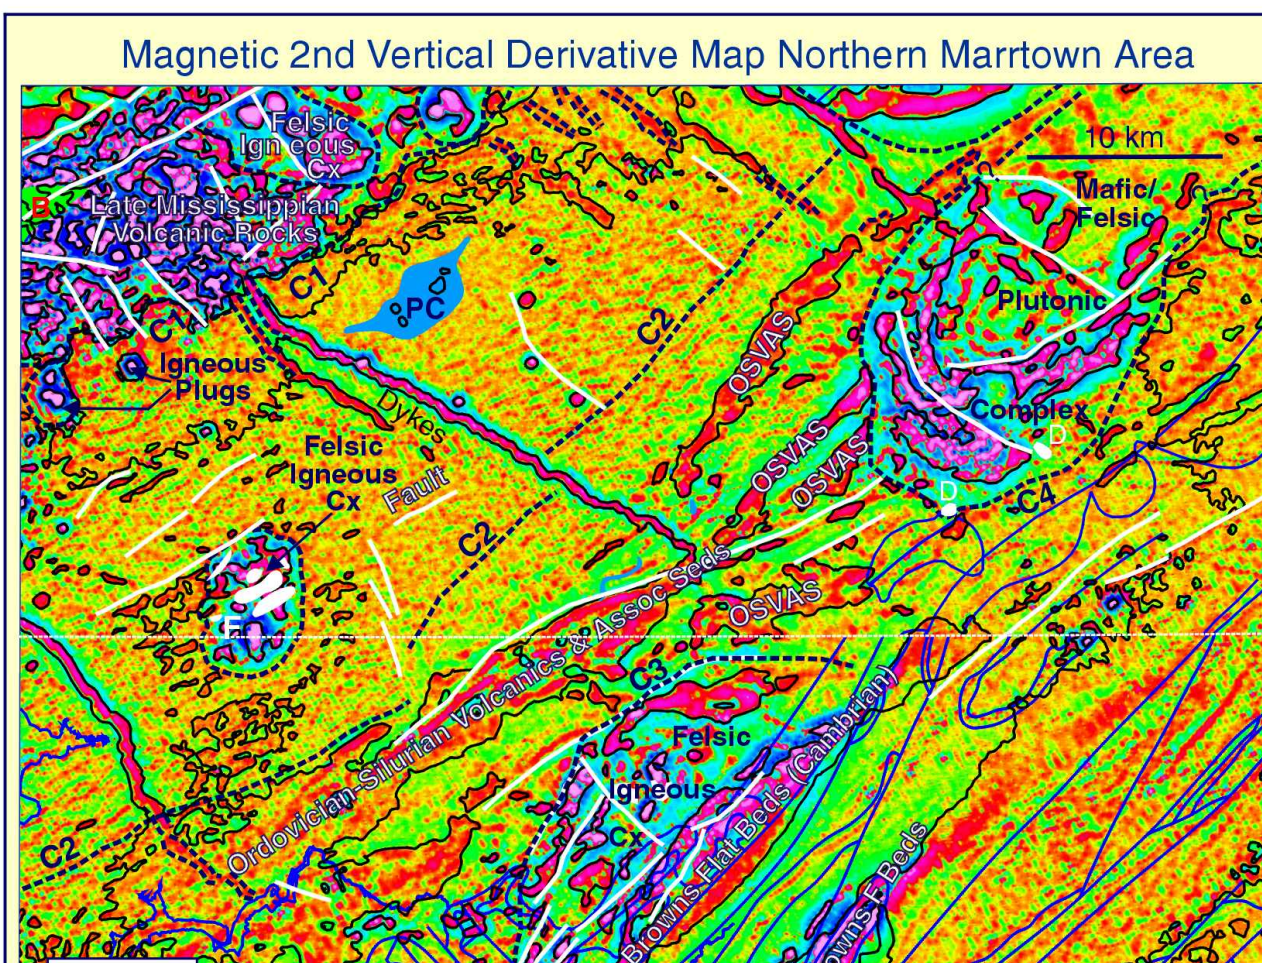 Magnetic 2nd Vertical Derivative Map Northern Marrtown Area
10 km
Felsic
Igneous
Cx
Mafic/
Felsic
B
Late Mississippian
Volcanic Rocks
C1
PC
Plutonic
C1
C2
Igneous
Plugs
OSVAS
Dykes
Complex
D
Felsic
Igneous
Cx
OSVAS
OSVAS
Fault
D
C4
C2
OSVAS
F
Ordovician-Silurian Volcanics & Assoc Seds
C3
Felsic
Igneous
Cx
Browns Flat Beds (Cambrian)
C2
owns F Beds